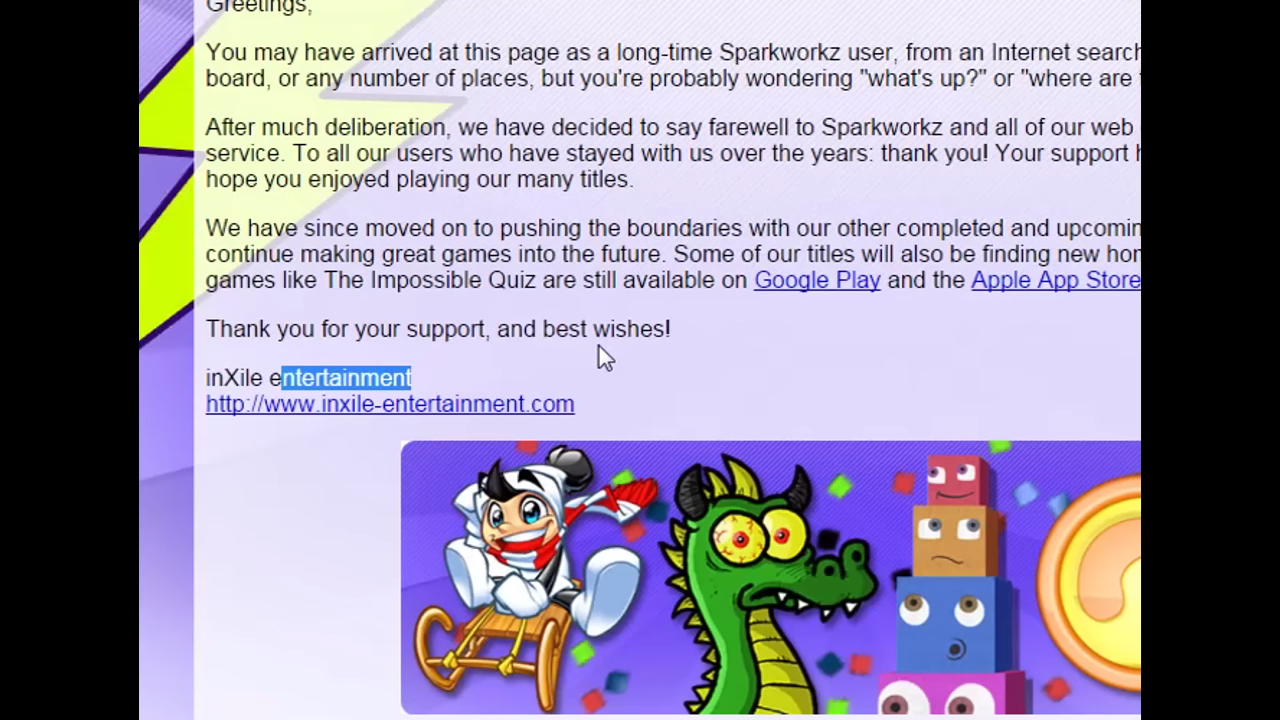 Greetings,
You may have arrived at this page as a long-time Sparkworkz user, from an Internet search
board, or any number of places, but you're probably wondering "what's up?" or "where are
After much deliberation, we have decided to say farewell to Sparkworkz and all of our web
service. To all our users who have stayed with us over the years: thank you! Your support
hope you enjoyed playing our many titles.
We have since moved on to pushing the boundaries with our other completed and
continue making great games into the future. Some of our titles will also be finding new
games like The Impossible Quiz are still available on Google Play and the Apple App Store
Thank you for your support, and best wishes!
inXile entertainment
http://www.inxile-entertainment.com